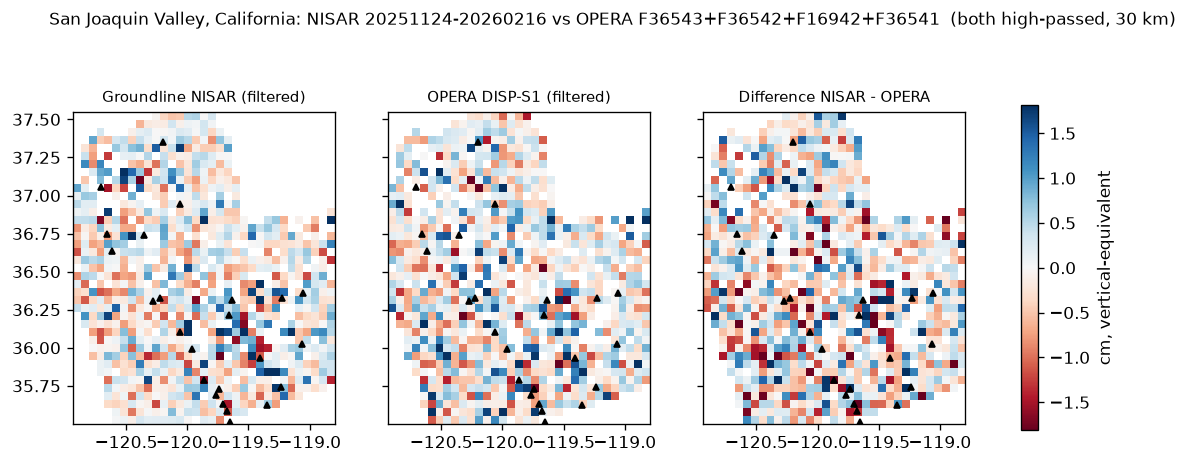 San Joaquin Valley, California: NISAR 20251124-20260216 vs OPERA F36543+F36542+F16942+F36541  (both high-passed, 30 km)
Groundline NISAR (filtered)
OPERA DISP-S1 (filtered)
Difference NISAR - OPERA
37.50
37.25
37.00
36.75
36.50
36.25
36.00
35.75
−120.5 −120.0 −119.5 −119.0
−120.5 −120.0 −119.5 −119.0
−120.5 −120.0 −119.5 −119.0
1.5
1.0
0.5
0.0
−0.5
−1.0
−1.5
cm, vertical-equivalent